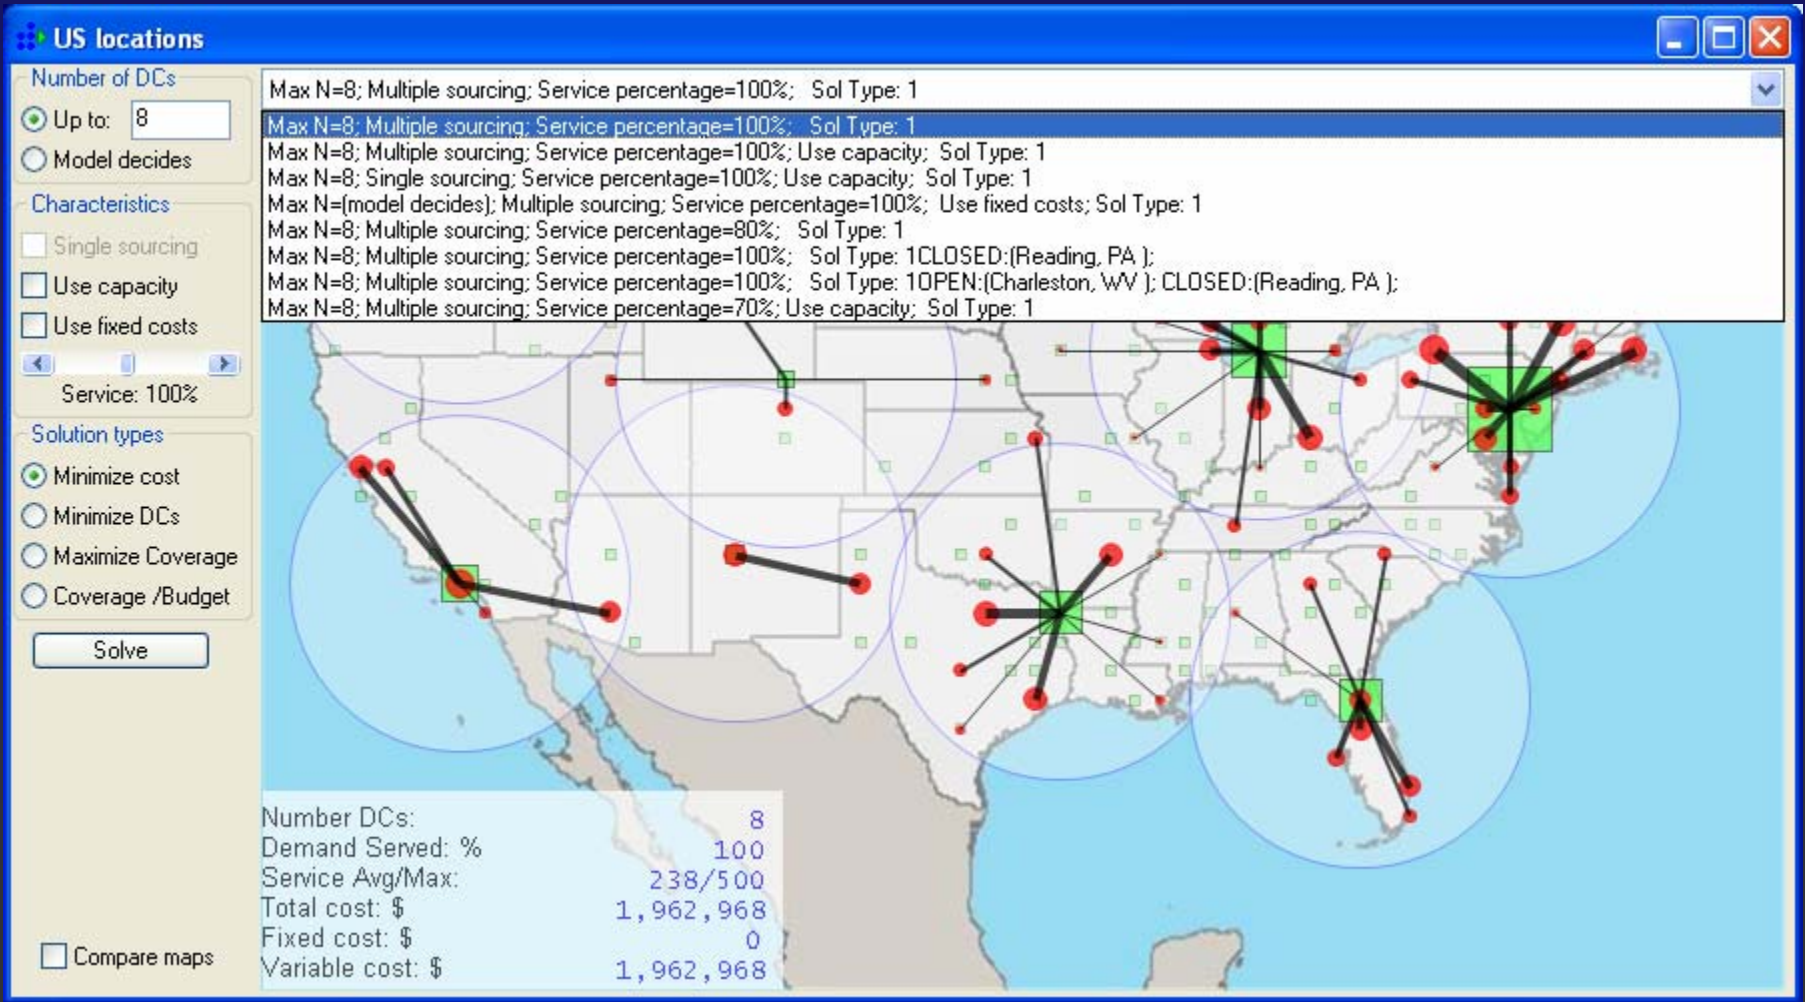 US locations
Number of DCs
Up to: 8
Model decides
Characteristics
Single sourcing
Use capacity
Use fixed costs
Service: 100%
Solution types
Minimize cost
Minimize DCs
Maximize Coverage
Coverage /Budget
Solve
Compare maps
Max N=8; Multiple sourcing; Service percentage=100%;   Sol Type: 1
Max N=8; Multiple sourcing; Service percentage=100%;   Sol Type: 1
Max N=8; Multiple sourcing; Service percentage=100%; Use capacity;  Sol Type: 1
Max N=8; Single sourcing; Service percentage=100%; Use capacity;  Sol Type: 1
Max N=(model decides); Multiple sourcing; Service percentage=100%;  Use fixed costs; Sol Type: 1
Max N=8; Multiple sourcing; Service percentage=80%;   Sol Type: 1
Max N=8; Multiple sourcing; Service percentage=100%;   Sol Type: 1CLOSED:(Reading, PA );
Max N=8; Multiple sourcing; Service percentage=100%;   Sol Type: 1OPEN:(Charleston, WV ); CLOSED:(Reading, PA );
Max N=8; Multiple sourcing; Service percentage=70%; Use capacity;  Sol Type: 1
Number DCs: 8
Demand Served: % 100
Service Avg/Max: 238/500
Total cost: $ 1,962,968
Fixed cost: $ 0
Variable cost: $ 1,962,968